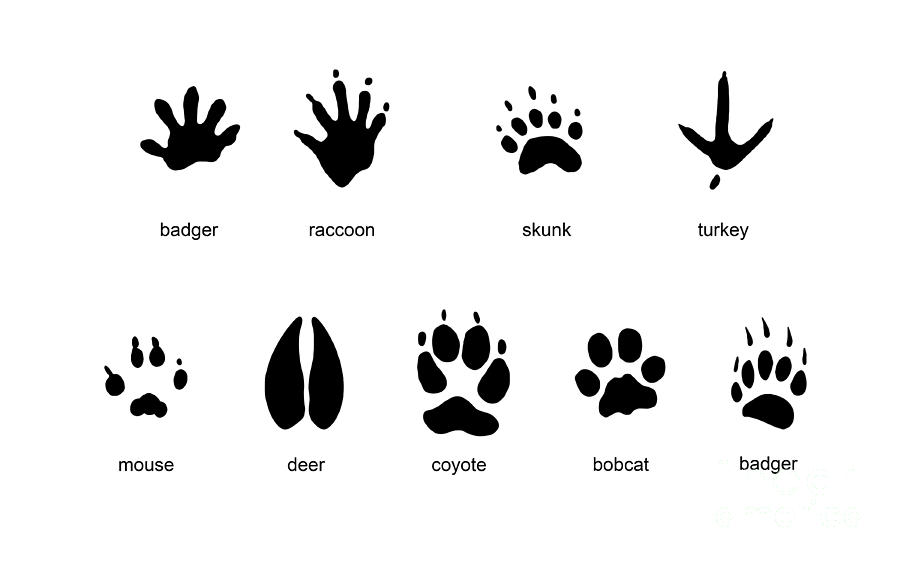 badger raccoon skunk turkey
mouse deer coyote bobcat badger